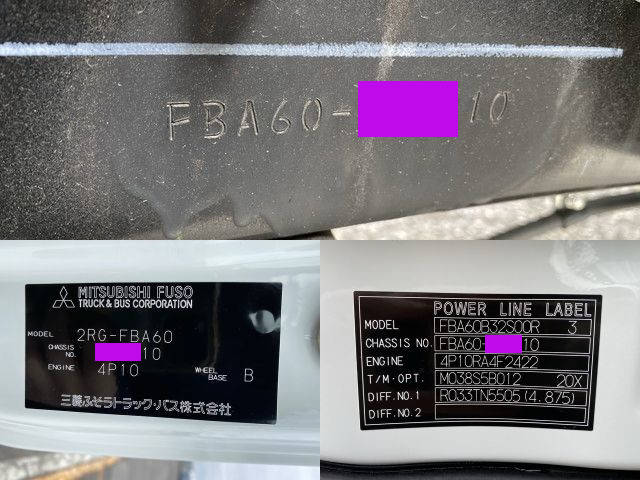 FBA60- 10
MITSUBISHI FUSO
TRUCK & BUS CORPORATION
MODEL 2RG-FBA60
CHASSIS NO. 10
ENGINE 4P10 WHEEL BASE B
三菱ふそうトラック・バス株式会社
POWER LINE LABEL
MODEL FBA60B32S00R 3
CHASSIS NO. FBA60- 10
ENGINE 4P10RA4F2422
T/M・OPT. M038S5B012 20X
DIFF.NO.1 R033TN5505(4.875)
DIFF.NO.2